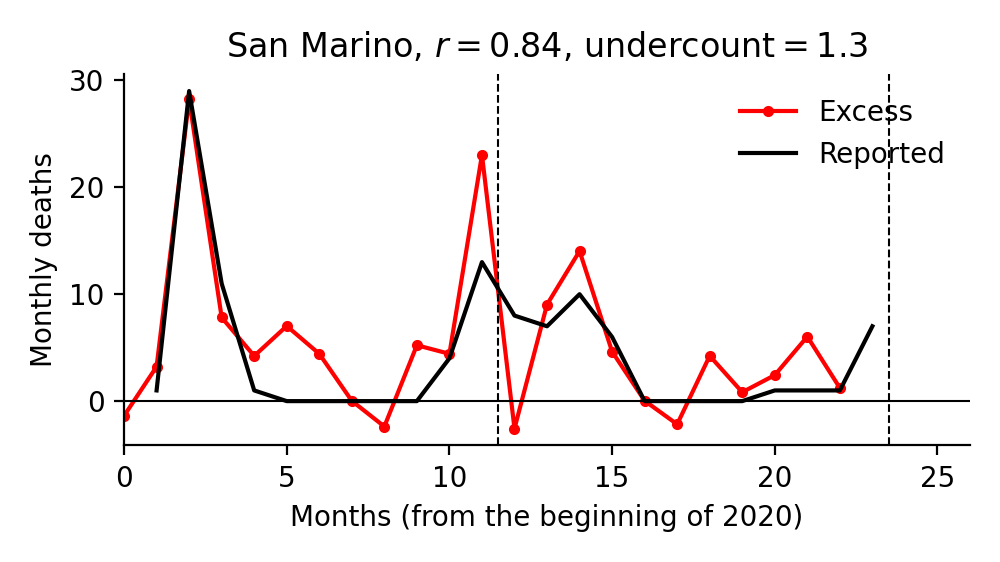 San Marino, r = 0.84, undercount = 1.3
Excess
Reported
Monthly deaths
30
20
10
0
0 5 10 15 20 25
Months (from the beginning of 2020)